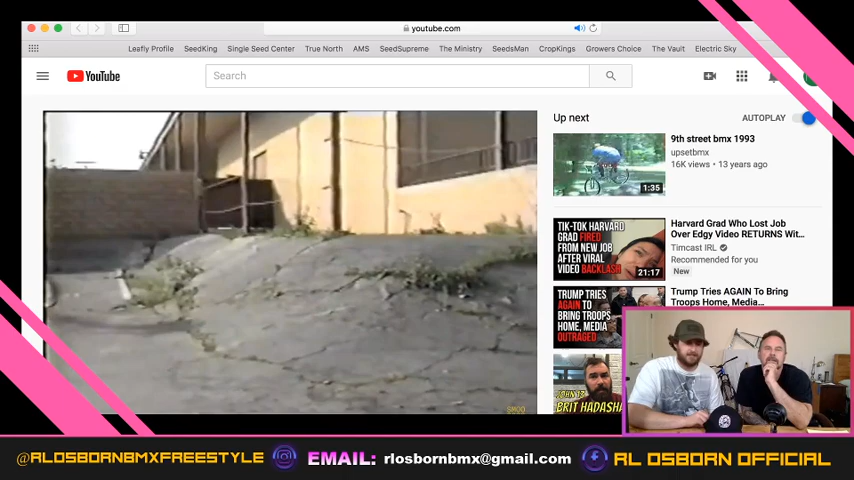 youtube.com
Leafly Profile SeedKing Single Seed Center True North AMS SeedSupreme The Ministry SeedsMan CropKings Growers Choice The Vault Electric Sky
YouTube
Search
Up next
AUTOPLAY
1:35
9th street bmx 1993
upsetbmx
16K views • 13 years ago
TIK-TOK HARVARD
GRAD FIRED
FROM NEW JOB
AFTER VIRAL
VIDEO BACKLASH
21:17
Harvard Grad Who Lost Job
Over Edgy Video RETURNS Wit...
Timcast IRL
Recommended for you
New
TRUMP TRIES
AGAIN TO
BRING TROOPS
HOME, MEDIA
OUTRAGED
Trump Tries AGAIN To Bring
Troops Home, Media...
JOHN 13
BRIT HADASHA
@RLOSBORNBMXFREESTYLE EMAIL: rlosbornbmx@gmail.com RL OSBORN OFFICIAL